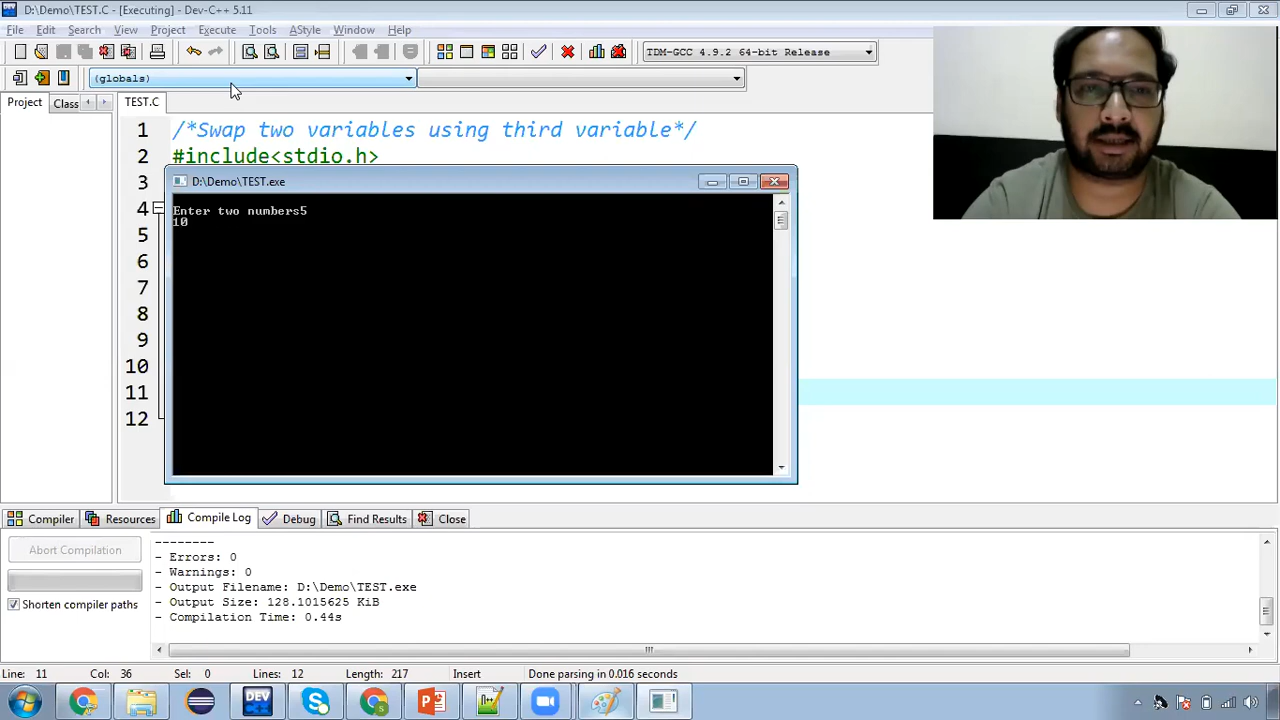 D:\Demo\TEST.C - [Executing] - Dev-C++ 5.11
File Edit Search View Project Execute Tools AStyle Window Help
TDM-GCC 4.9.2 64-bit Release
(globals)
Project Class TEST.C
1 /*Swap two variables using third variable*/
2 #include<stdio.h>
3
4
5
6
7
8
9
10
11
12
D:\Demo\TEST.exe
Enter two numbers5
10
Compiler Resources Compile Log Debug Find Results Close
Abort Compilation
Shorten compiler paths
--------
- Errors: 0
- Warnings: 0
- Output Filename: D:\Demo\TEST.exe
- Output Size: 128.1015625 KiB
- Compilation Time: 0.44s
Line: 11 Col: 36 Sel: 0 Lines: 12 Length: 217 Insert Done parsing in 0.016 seconds
DEV